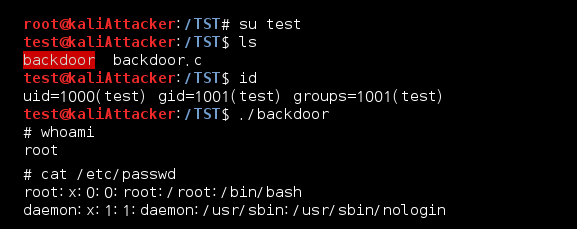 root@kaliAttacker:/TST# su test
test@kaliAttacker:/TST$ ls
backdoor  backdoor.c
test@kaliAttacker:/TST$ id
uid=1000(test) gid=1001(test) groups=1001(test)
test@kaliAttacker:/TST$ ./backdoor
# whoami
root
# cat /etc/passwd
root:x:0:0:root:/root:/bin/bash
daemon:x:1:1:daemon:/usr/sbin:/usr/sbin/nologin